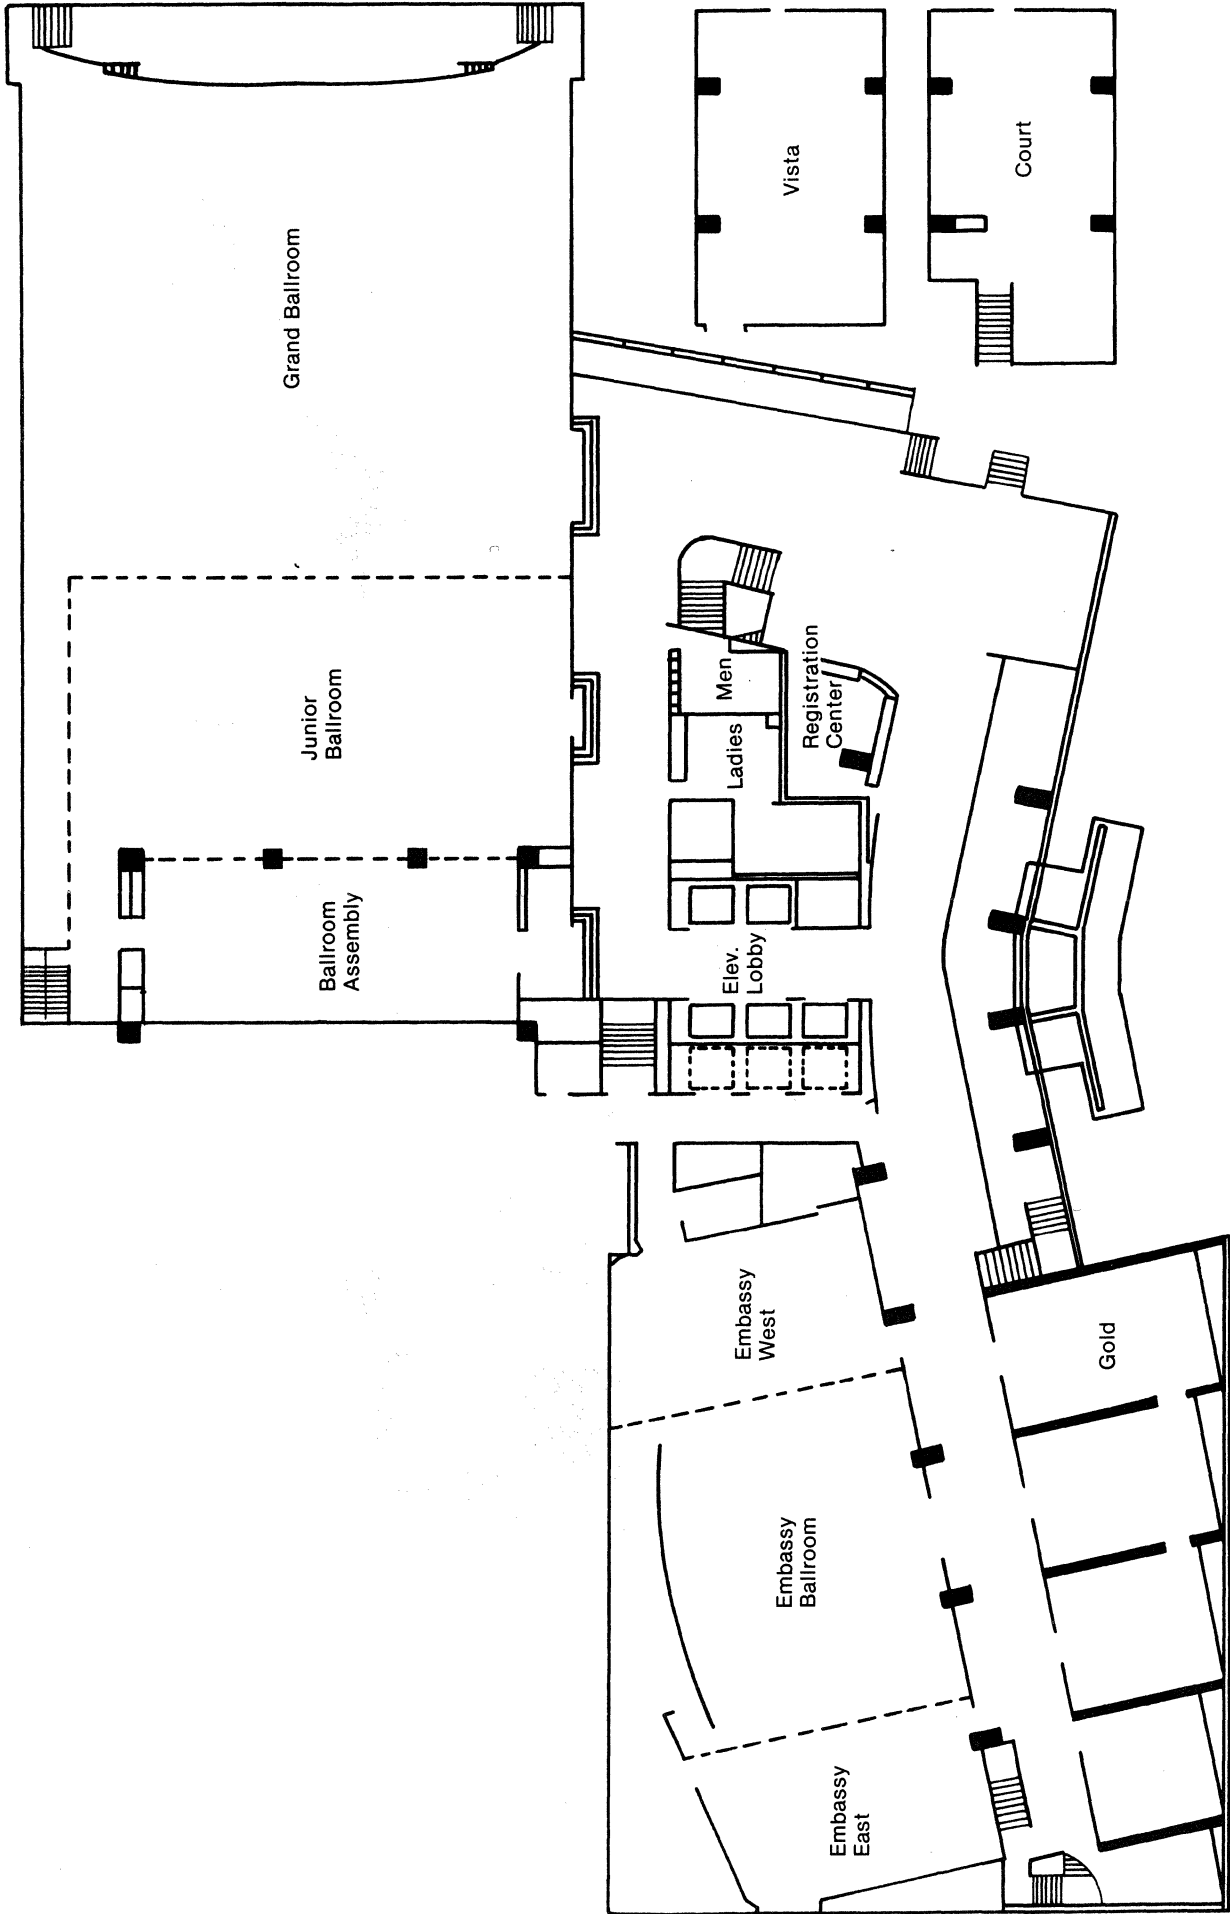 Grand Ballroom
Vista
Court
Junior
Ballroom
Men
Registration
Center
Ladies
Ballroom
Assembly
Elev.
Lobby
Embassy
West
Gold
Embassy
Ballroom
Embassy
East